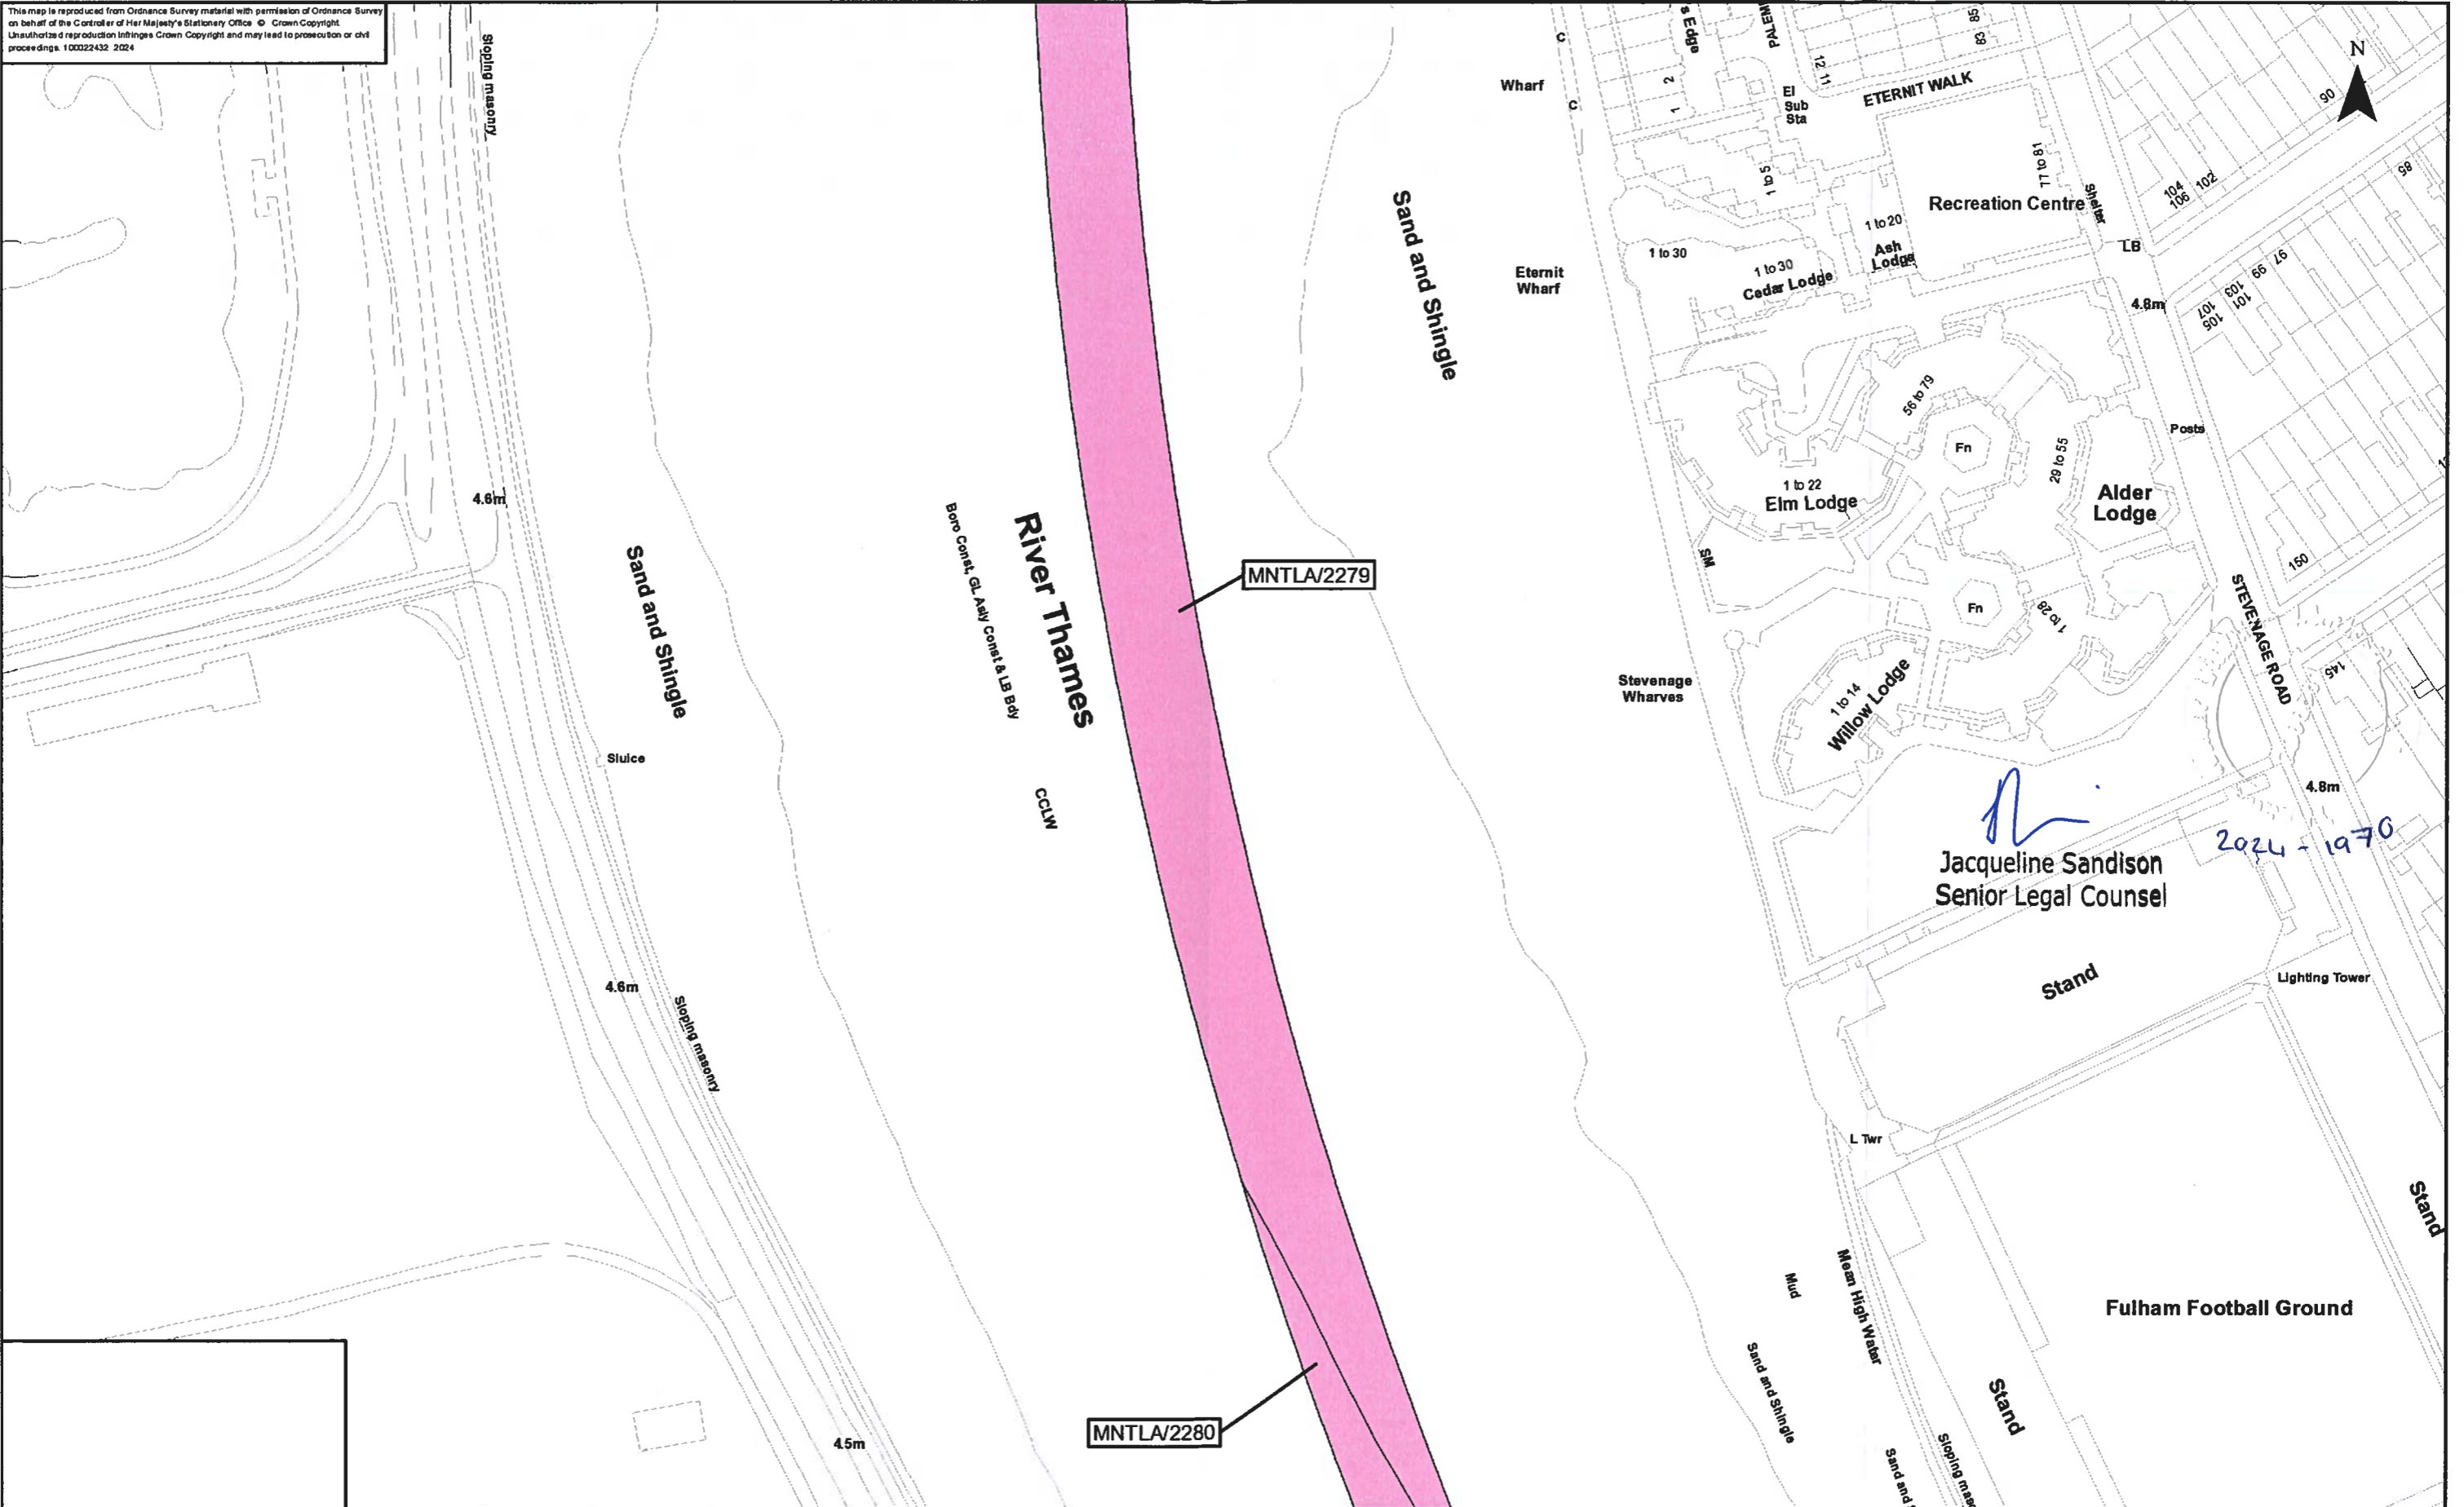 This map is reproduced from Ordnance Survey material with permission of Ordnance Survey
on behalf of the Controller of Her Majesty's Stationery Office © Crown Copyright.
Unauthorized reproduction infringes Crown Copyright and may lead to prosecution or civil
proceedings. 100022432 2024
Sloping masonry
N
Wharf
C
C
s Edge
2
1
PALEM
12
11
El
Sub
Sta
ETERNIT WALK
83
85
90
1 to 5
77 to 81
Recreation Centre
Shelter
104
106
102
85
1 to 20
Ash
Lodge
LB
97
99
101
103
105
107
Eternit
Wharf
1 to 30
1 to 30
Cedar Lodge
4.8m
Sand and Shingle
56 to 79
Fn
29 to 55
Posts
4.6m
1 to 22
Elm Lodge
Alder
Lodge
Boro Const, GL Asly Const & LB Bdy
River Thames
Sand and Shingle
MNTLA/2279
SM
150
STEVENAGE ROAD
Fn
1 to 28
145
Stevenage
Wharves
1 to 14
Willow Lodge
Sluice
CCLW
4.8m
2024 - 1970
Jacqueline Sandison
Senior Legal Counsel
4.6m
Sloping masonry
Stand
Lighting Tower
L Twr
Stand
Mud
Mean High Water
Fulham Football Ground
Sand and Shingle
Stand
MNTLA/2280
4.5m
Sand and
Sloping mas